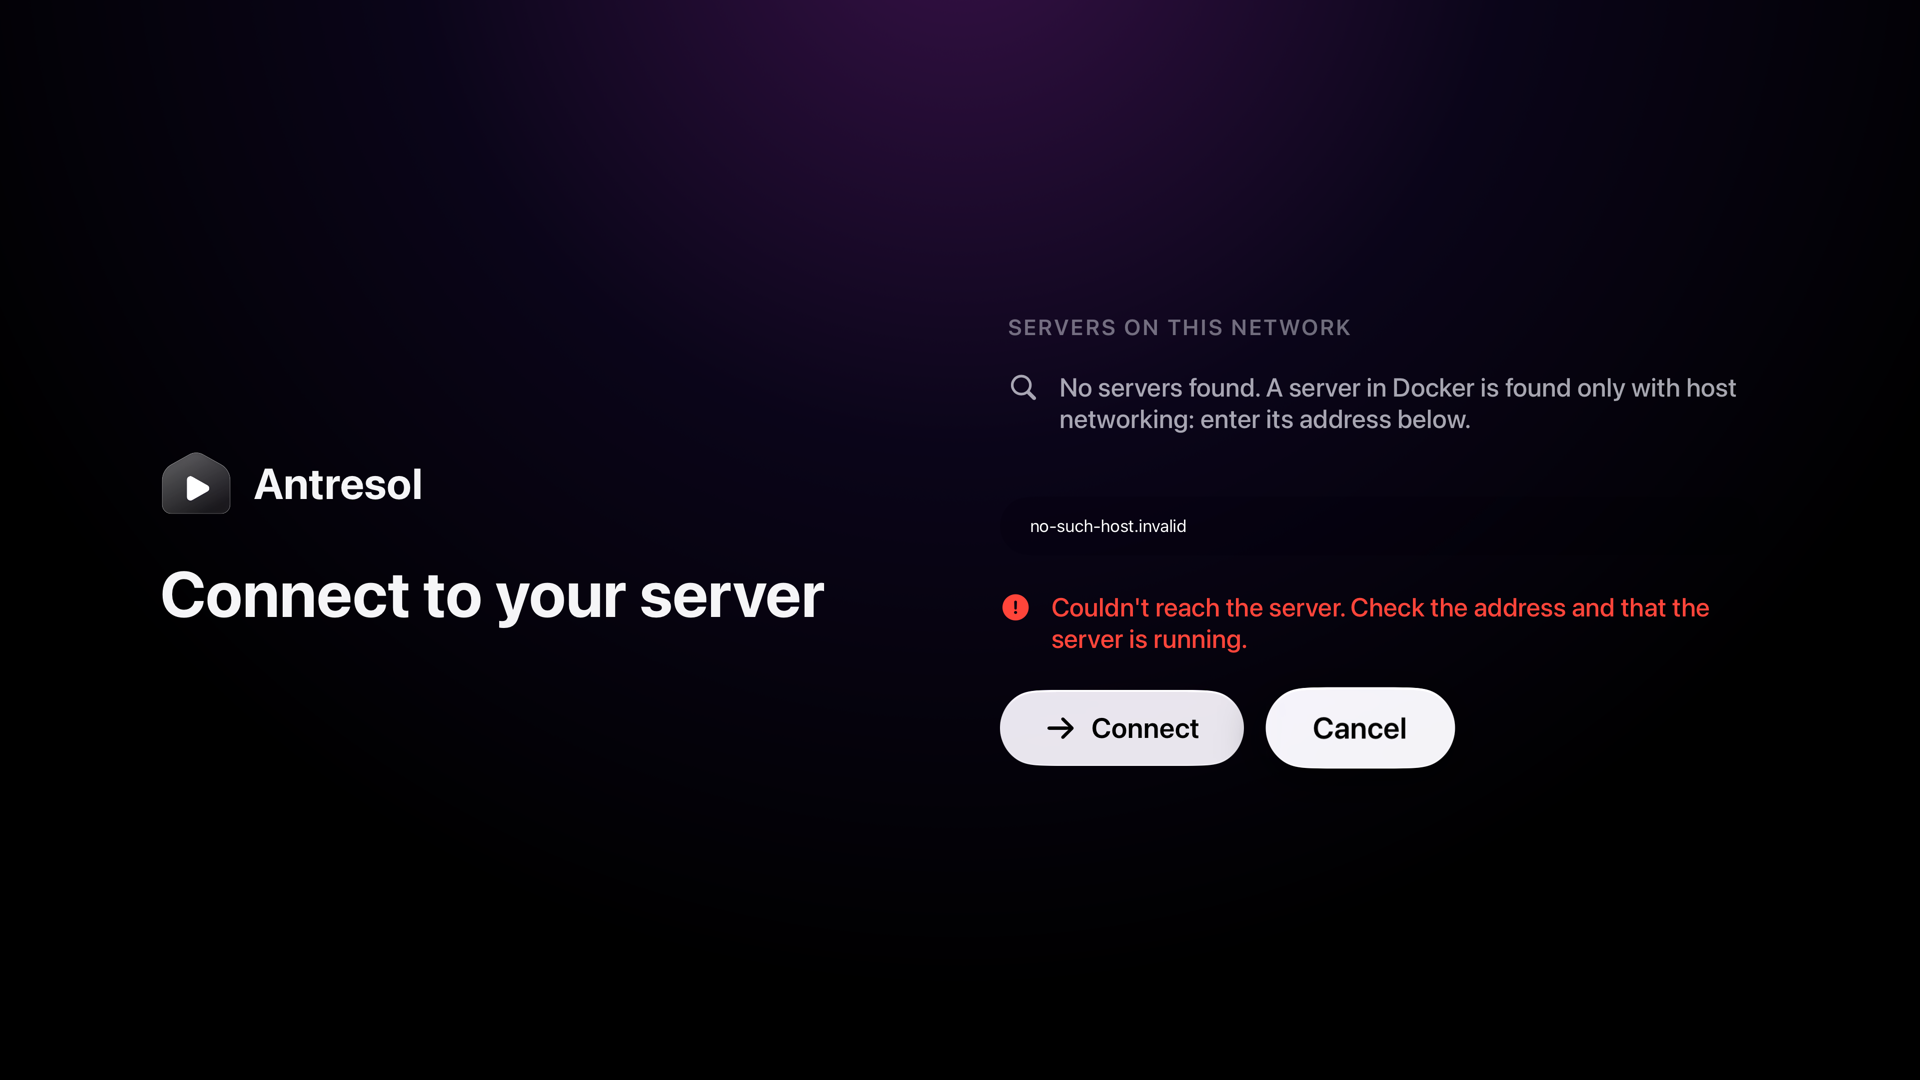 Antresol
Connect to your server
SERVERS ON THIS NETWORK
No servers found. A server in Docker is found only with host
networking: enter its address below.
no-such-host.invalid
Couldn't reach the server. Check the address and that the
server is running.
Connect
Cancel